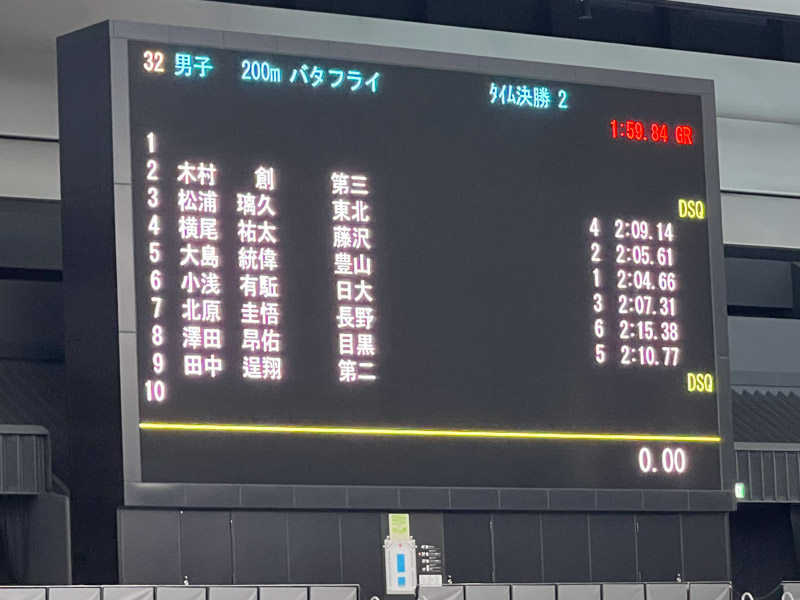 32 男子 200m バタフライ タイム決勝 2
1:59.84 GR
1
2 木村 創 第三 DSQ
3 松浦 璃久 東北 4 2:09.14
4 横尾 祐太 藤沢 2 2:05.61
5 大島 統偉 豊山 1 2:04.66
6 小浅 有駈 日大 3 2:07.31
7 北原 圭悟 長野 6 2:15.38
8 澤田 昂佑 目黒 5 2:10.77
9 田中 逞翔 第二 DSQ
10
0.00